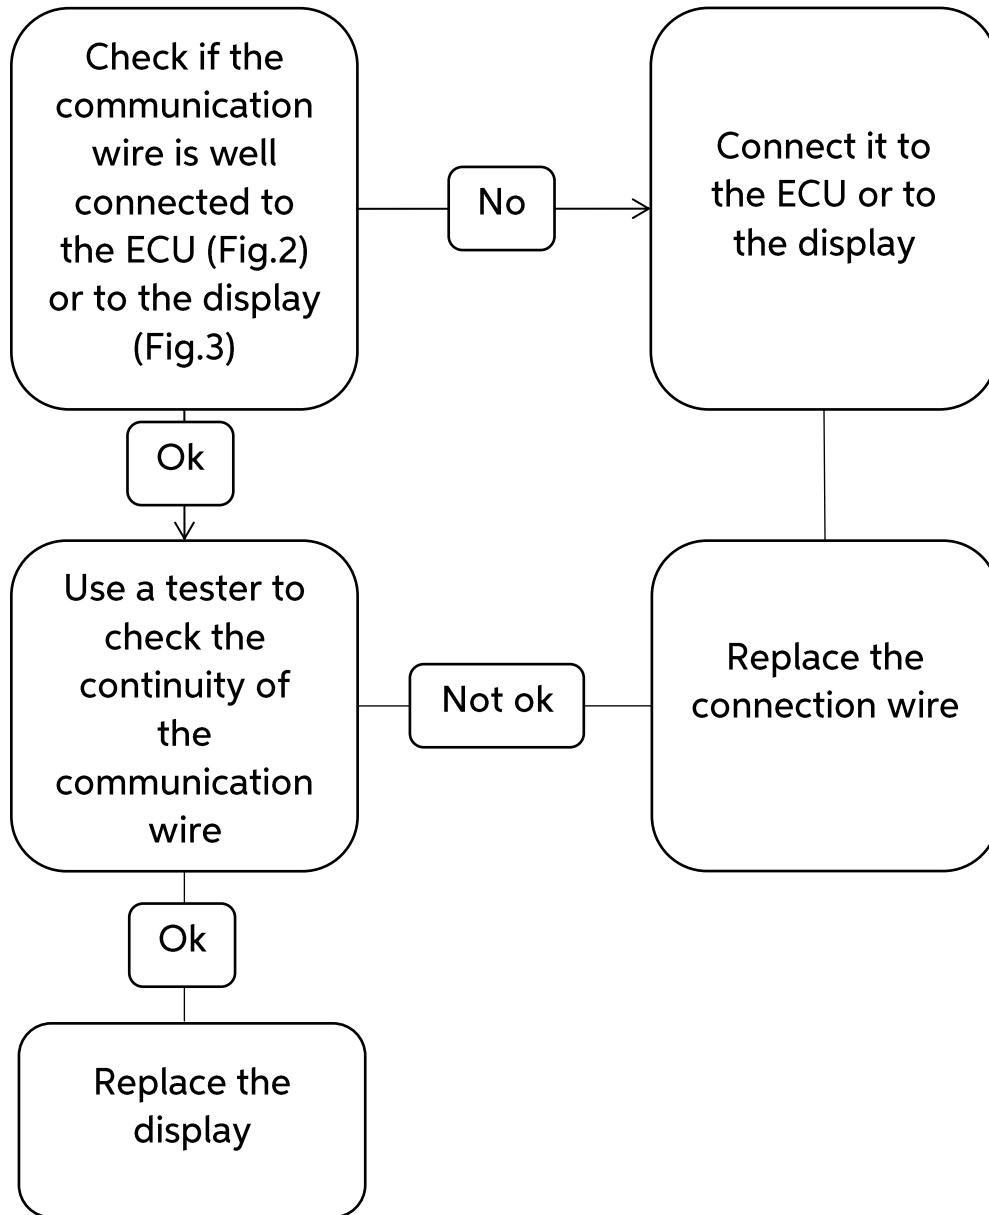 Check if the
communication
wire is well
connected to
the ECU (Fig.2)
or to the display
(Fig.3)
No
Connect it to
the ECU or to
the display
Ok
Use a tester to
check the
continuity of
the
communication
wire
Not ok
Replace the
connection wire
Ok
Replace the
display